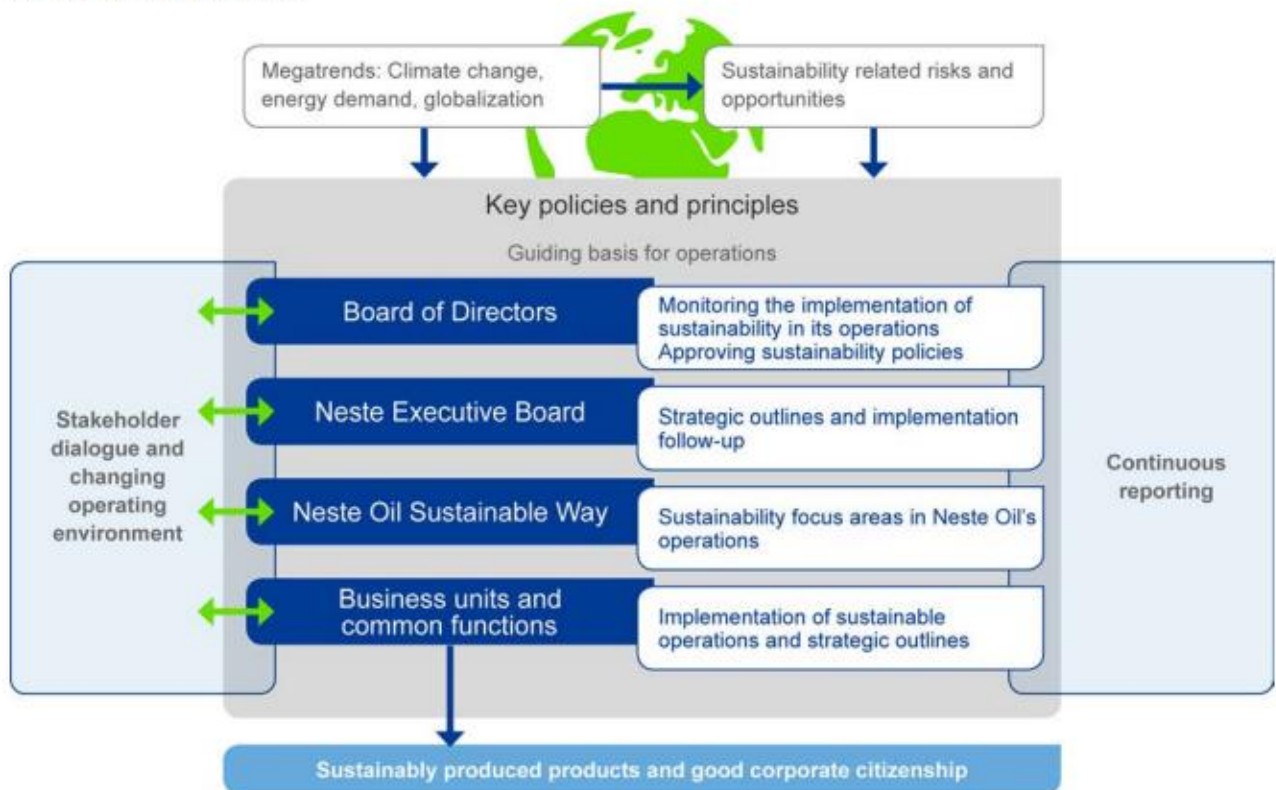 Megatrends: Climate change,
energy demand, globalization
Sustainability related risks and
opportunities
Key policies and principles
Guiding basis for operations
Stakeholder
dialogue and
changing
operating
environment
Board of Directors
Monitoring the implementation of
sustainability in its operations
Approving sustainability policies
Neste Executive Board
Strategic outlines and implementation
follow-up
Neste Oil Sustainable Way
Sustainability focus areas in Neste Oil's
operations
Business units and
common functions
Implementation of sustainable
operations and strategic outlines
Continuous
reporting
Sustainably produced products and good corporate citizenship